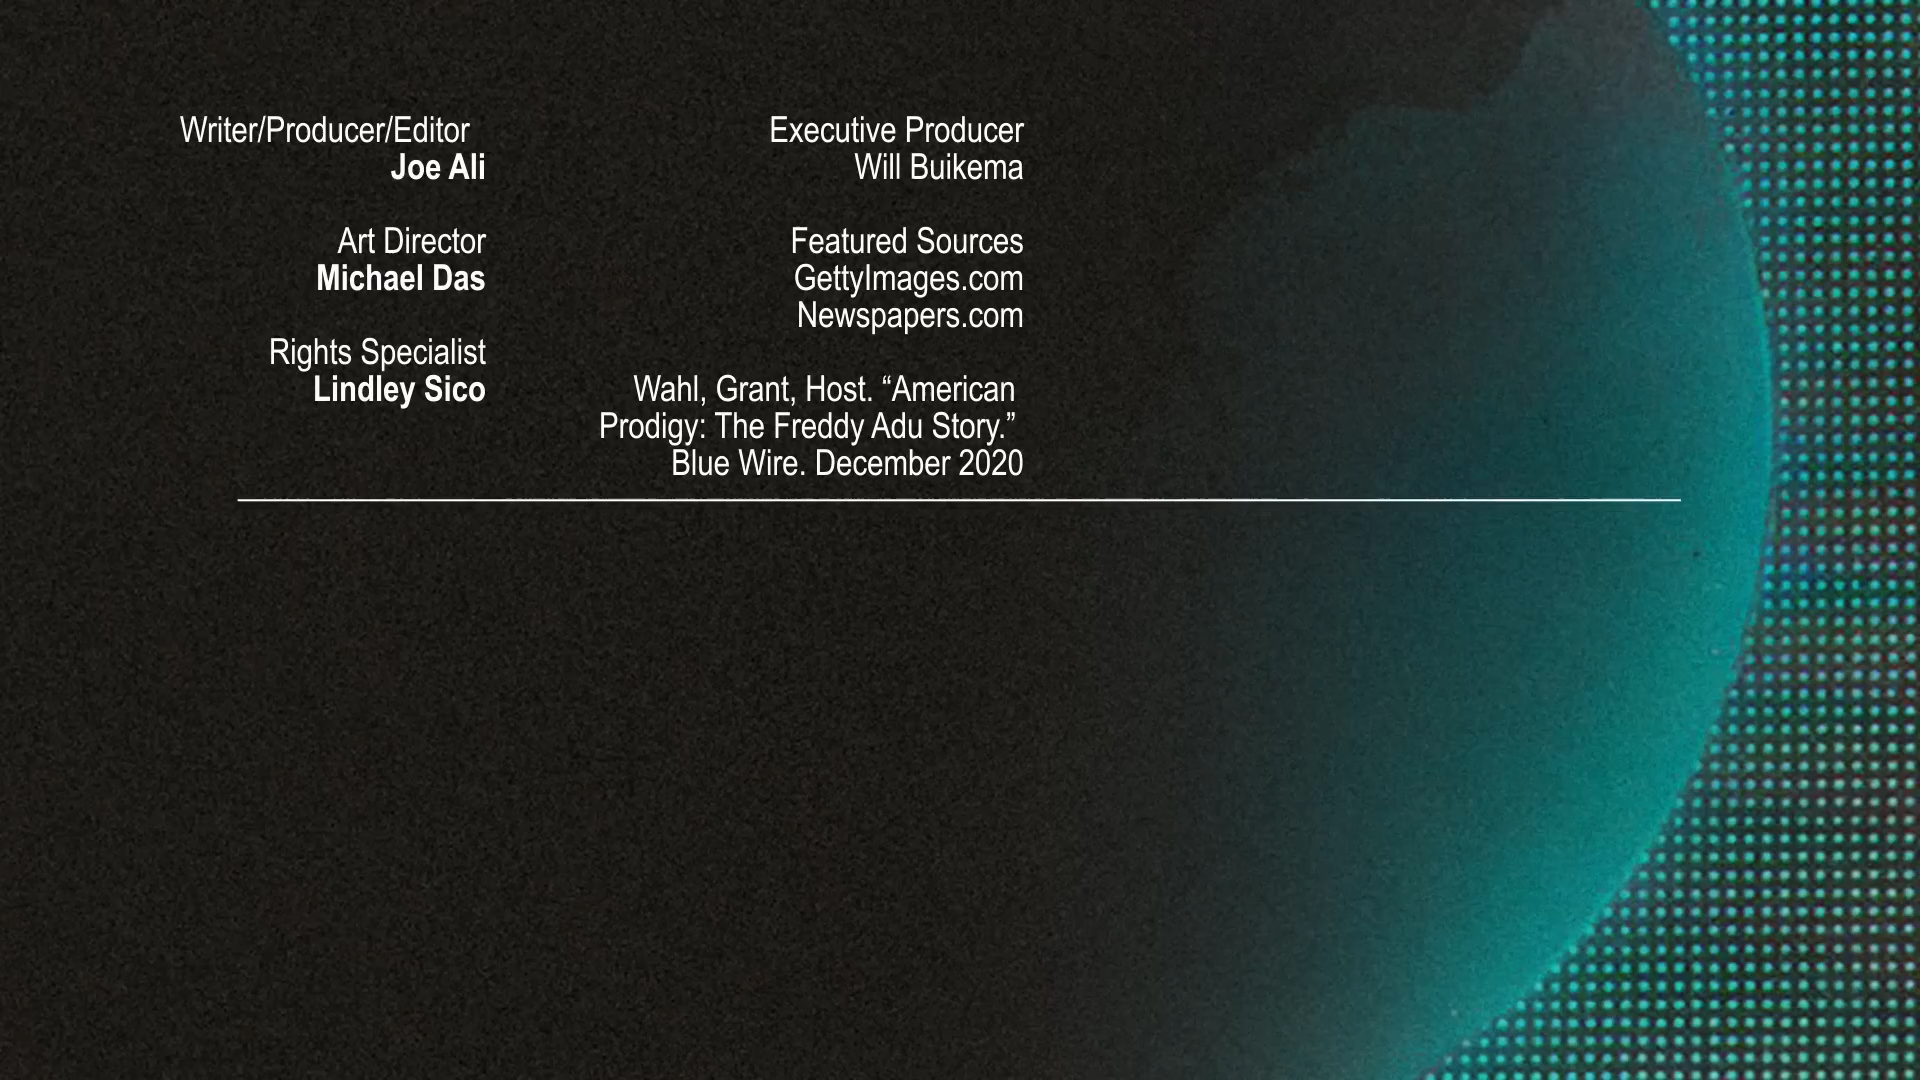 Writer/Producer/Editor
Joe Ali
Art Director
Michael Das
Rights Specialist
Lindley Sico
Executive Producer
Will Buikema
Featured Sources
GettyImages.com
Newspapers.com
Wahl, Grant, Host. “American
Prodigy: The Freddy Adu Story.”
Blue Wire. December 2020